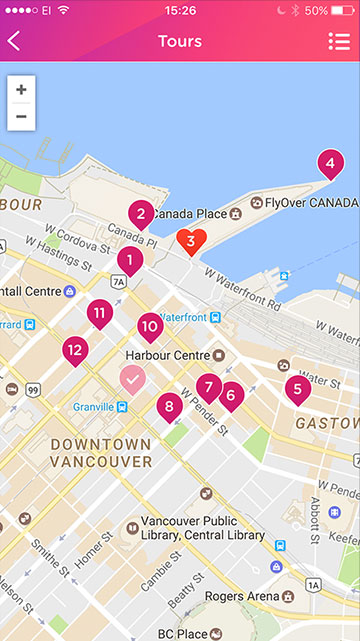 EI
15:26
50%
Tours
+
−
4
FlyOver CANADA
Canada Place
2
3
BOUR
W Cordova St
Canada Pl
W Hastings St
1
7A
W Waterfront Rd
ntall Centre
11
10
Waterfront
rrard
12
Harbour Centre
Water St
99
7
6
5
Granville
8
W Pender St
GASTOW
DOWNTOWN
VANCOUVER
W Pende
Abbott St
Vancouver Public
Library, Central Library
Keefer
Homer St
Smithe St
Cambie St
Beatty St
Nelson St
1A
Rogers Arena
BC Place